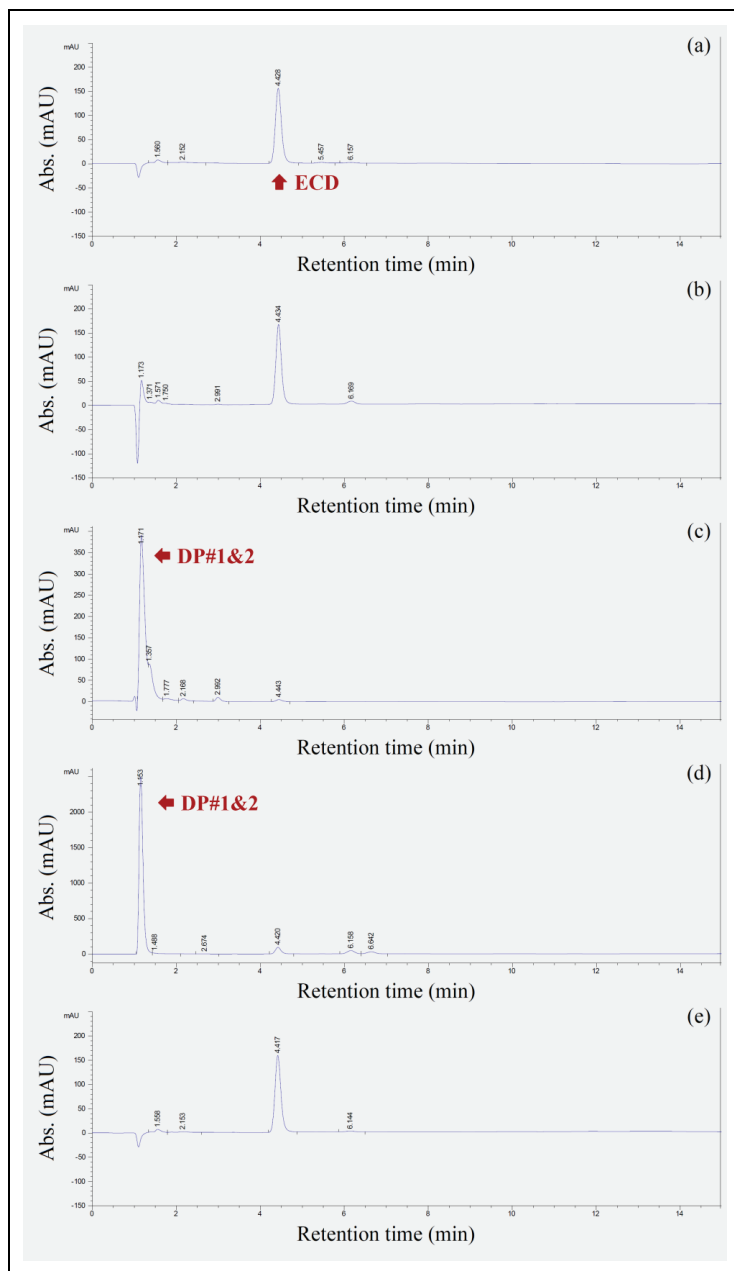 (a)
mAU
Abs. (mAU)
200
150
100
50
0
-50
-100
-150
1.560
2.152
4.428
5.457
6.157
ECD
0 2 4 6 8 10 12 14
Retention time (min)
(b)
mAU
Abs. (mAU)
200
150
100
50
0
-50
-100
-150
1.173
1.371
1.571
1.750
2.991
4.434
6.169
0 2 4 6 8 10 12 14
Retention time (min)
(c)
mAU
Abs. (mAU)
350
300
250
200
150
100
50
0
1.171
1.357
1.777
2.168
2.992
4.443
DP#1&2
0 2 4 6 8 10 12 14
Retention time (min)
(d)
mAU
Abs. (mAU)
2000
1500
1000
500
0
1.153
1.488
2.674
4.420
6.158
6.642
DP#1&2
0 2 4 6 8 10 12 14
Retention time (min)
(e)
mAU
Abs. (mAU)
200
150
100
50
0
-50
-100
-150
1.558
2.153
4.417
6.144
0 2 4 6 8 10 12 14
Retention time (min)